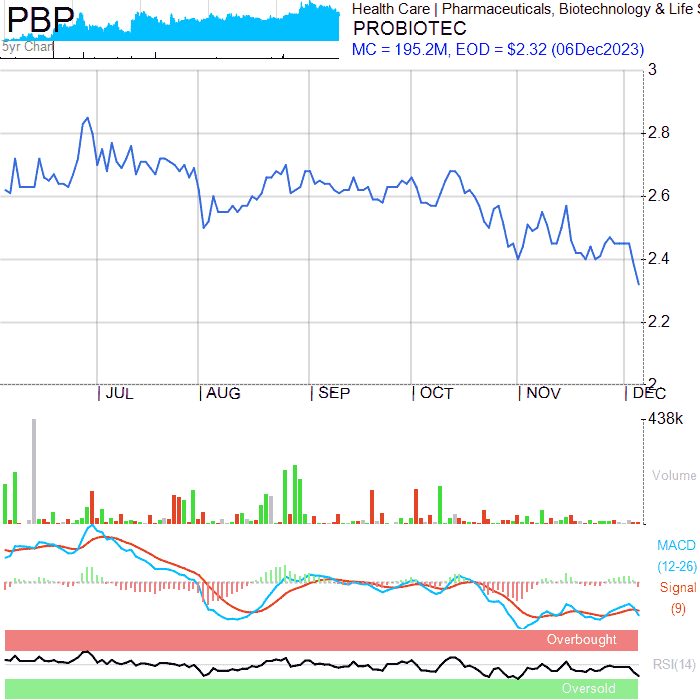 PBP
5yr Chart
Health Care | Pharmaceuticals, Biotechnology & Life S
PROBIOTEC
MC = 195.2M, EOD = $2.32 (06Dec2023)
3
2.8
2.6
2.4
2.2
2
JUL AUG SEP OCT NOV DEC
438k
Volume
MACD
(12-26)
Signal
(9)
Overbought
RSI(14)
Oversold